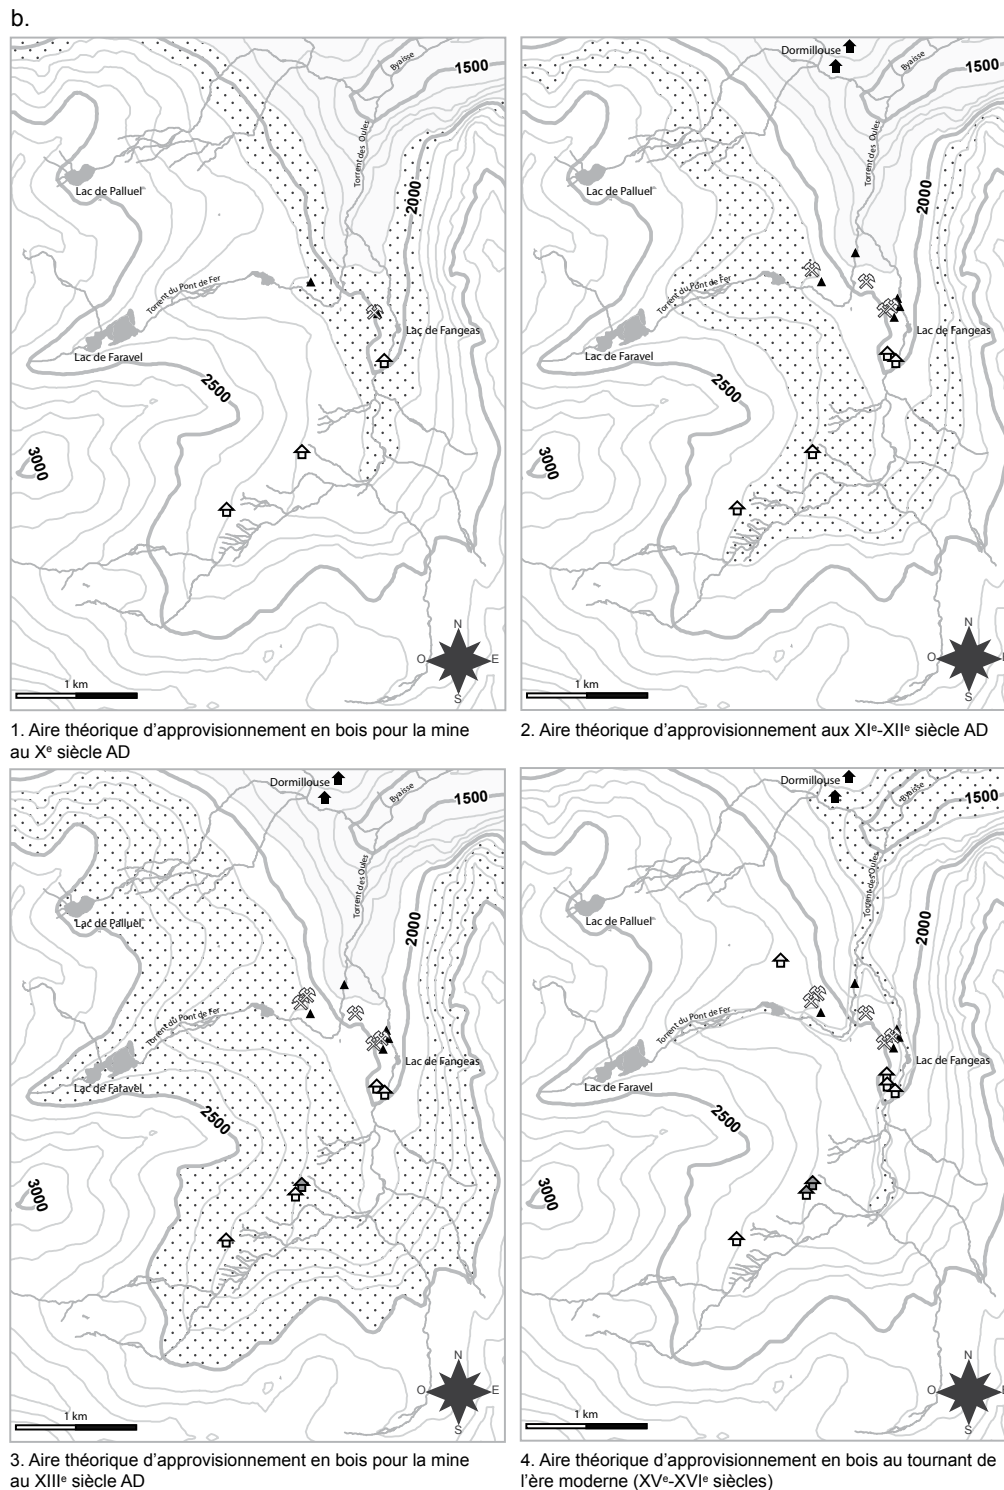 b.
Byaisse
1500
Torrent des Oules
Lac de Palluel
2000
Torrent du Pont de Fer
Lac de Fangeas
Lac de Faravel
2500
3000
N
O
E
S
1 km
1. Aire théorique d'approvisionnement en bois pour la mine
au Xe siècle AD
Dormillouse
Byaisse
1500
Torrent des Oules
Lac de Palluel
2000
Torrent du Pont de Fer
Lac de Fangeas
Lac de Faravel
2500
3000
N
O
S
1 km
2. Aire théorique d'approvisionnement aux XIe-XIIe siècle AD
Dormillouse
Byaisse
1500
Torrent des Oules
Lac de Palluel
2000
Torrent du Pont de Fer
Lac de Fangeas
Lac de Faravel
2500
3000
N
O
E
S
1 km
3. Aire théorique d'approvisionnement en bois pour la mine
au XIIIe siècle AD
Dormillouse
Byaisse
1500
Torrent des Oules
Lac de Palluel
2000
Torrent du Pont de Fer
Lac de Fangeas
Lac de Faravel
2500
3000
N
O
S
1 km
4. Aire théorique d'approvisionnement en bois au tournant de
l'ère moderne (XVe-XVIe siècles)